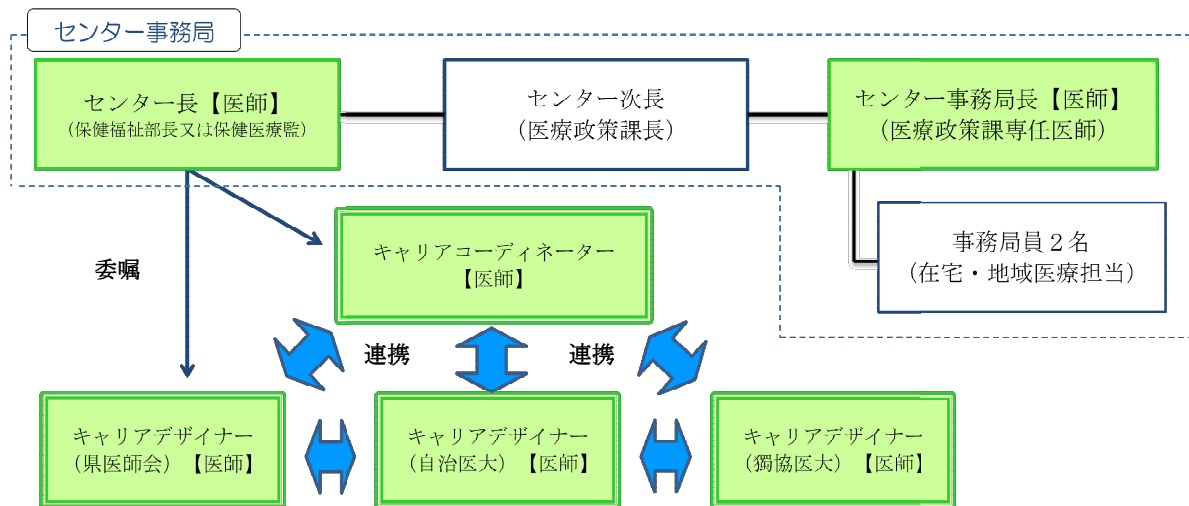 センター事務局
センター長【医師】
（保健福祉部長又は保健医療監）
センター次長
（医療政策課長）
センター事務局長【医師】
（医療政策課専任医師）
事務局員２名
（在宅・地域医療担当）
キャリアコーディネーター
【医師】
委嘱
連携
連携
キャリアデザイナー
（県医師会）【医師】
キャリアデザイナー
（自治医大）【医師】
キャリアデザイナー
（獨協医大）【医師】